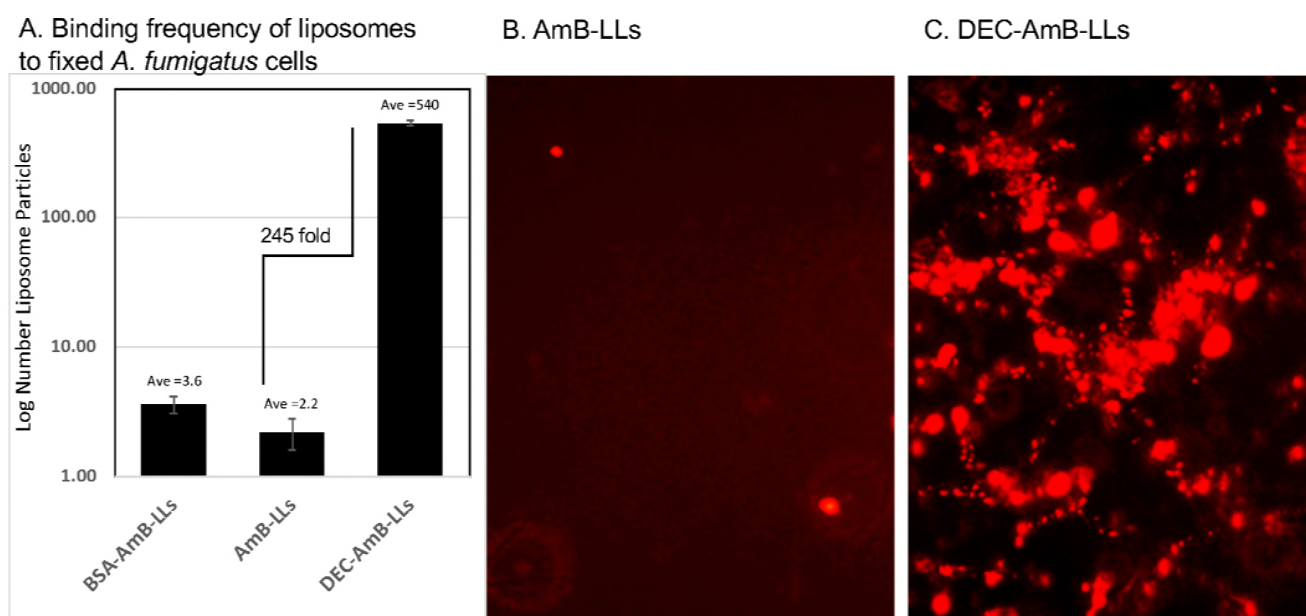 A. Binding frequency of liposomes
to fixed A. fumigatus cells
B. AmB-LLs
C. DEC-AmB-LLs
Log Number Liposome Particles
1000.00
100.00
10.00
1.00
Ave =3.6
Ave =2.2
Ave =540
245 fold
BSA-AmB-LLs
AmB-LLs
DEC-AmB-LLs